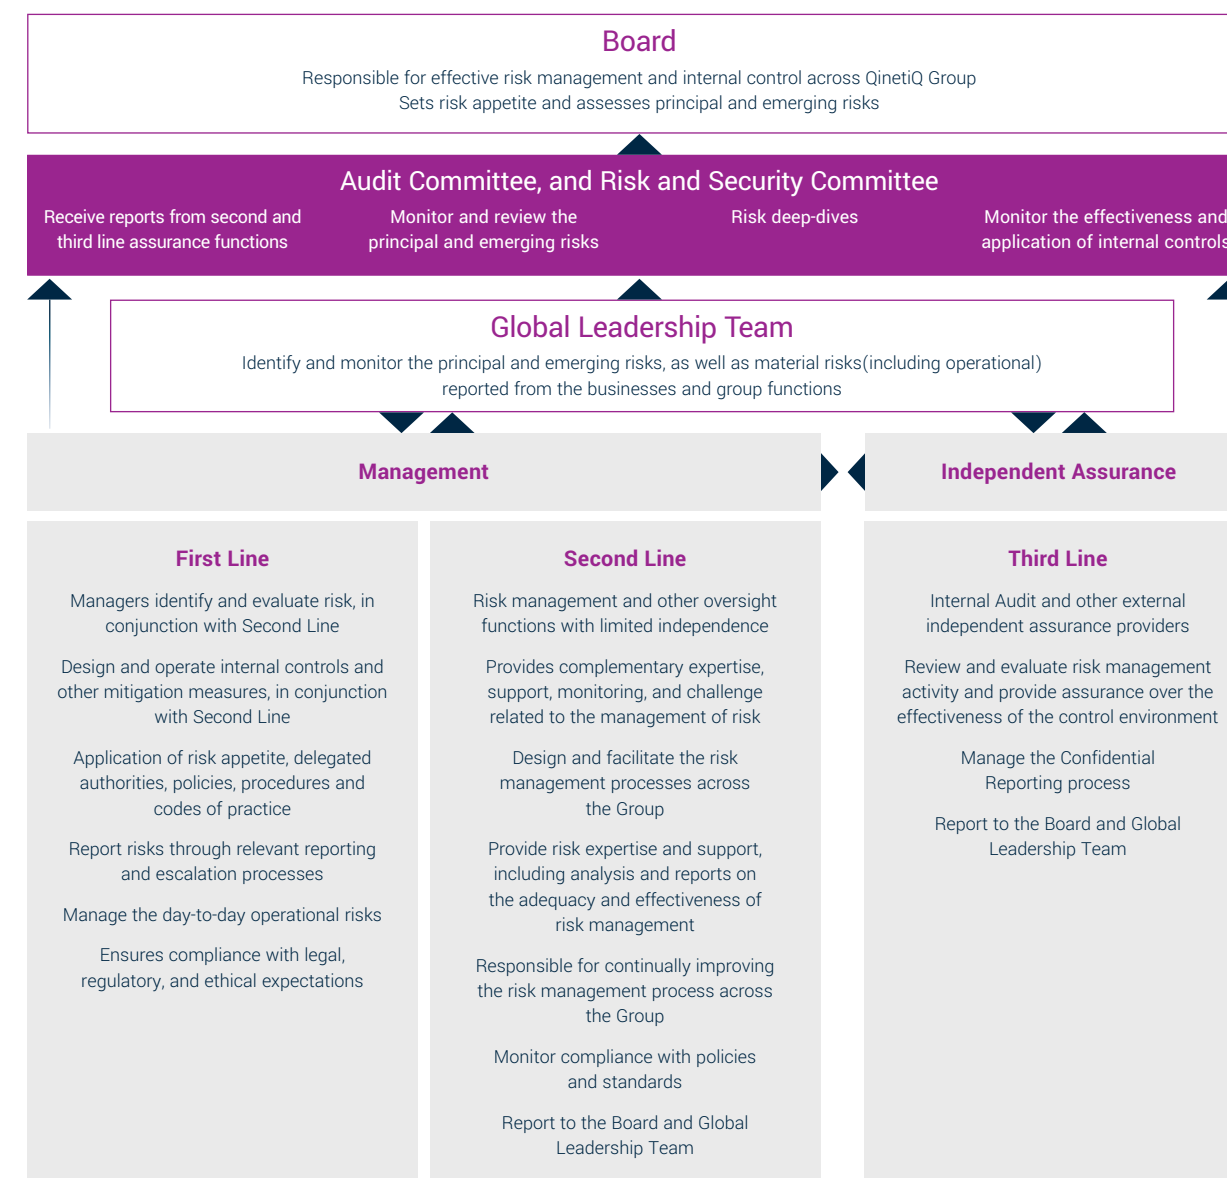 Board
Responsible for effective risk management and internal control across QinetiQ Group
Sets risk appetite and assesses principal and emerging risks
Audit Committee, and Risk and Security Committee
Receive reports from second and
third line assurance functions
Monitor and review the
principal and emerging risks
Risk deep-dives
Monitor the effectiveness and
application of internal controls
Global Leadership Team
Identify and monitor the principal and emerging risks, as well as material risks(including operational)
reported from the businesses and group functions
Management
Independent Assurance
First Line
Managers identify and evaluate risk, in
conjunction with Second Line
Design and operate internal controls and
other mitigation measures, in conjunction
with Second Line
Application of risk appetite, delegated
authorities, policies, procedures and
codes of practice
Report risks through relevant reporting
and escalation processes
Manage the day-to-day operational risks
Ensures compliance with legal,
regulatory, and ethical expectations
Second Line
Risk management and other oversight
functions with limited independence
Provides complementary expertise,
support, monitoring, and challenge
related to the management of risk
Design and facilitate the risk
management processes across
the Group
Provide risk expertise and support,
including analysis and reports on
the adequacy and effectiveness of
risk management
Responsible for continually improving
the risk management process across
the Group
Monitor compliance with policies
and standards
Report to the Board and Global
Leadership Team
Third Line
Internal Audit and other external
independent assurance providers
Review and evaluate risk management
activity and provide assurance over the
effectiveness of the control environment
Manage the Confidential
Reporting process
Report to the Board and Global
Leadership Team